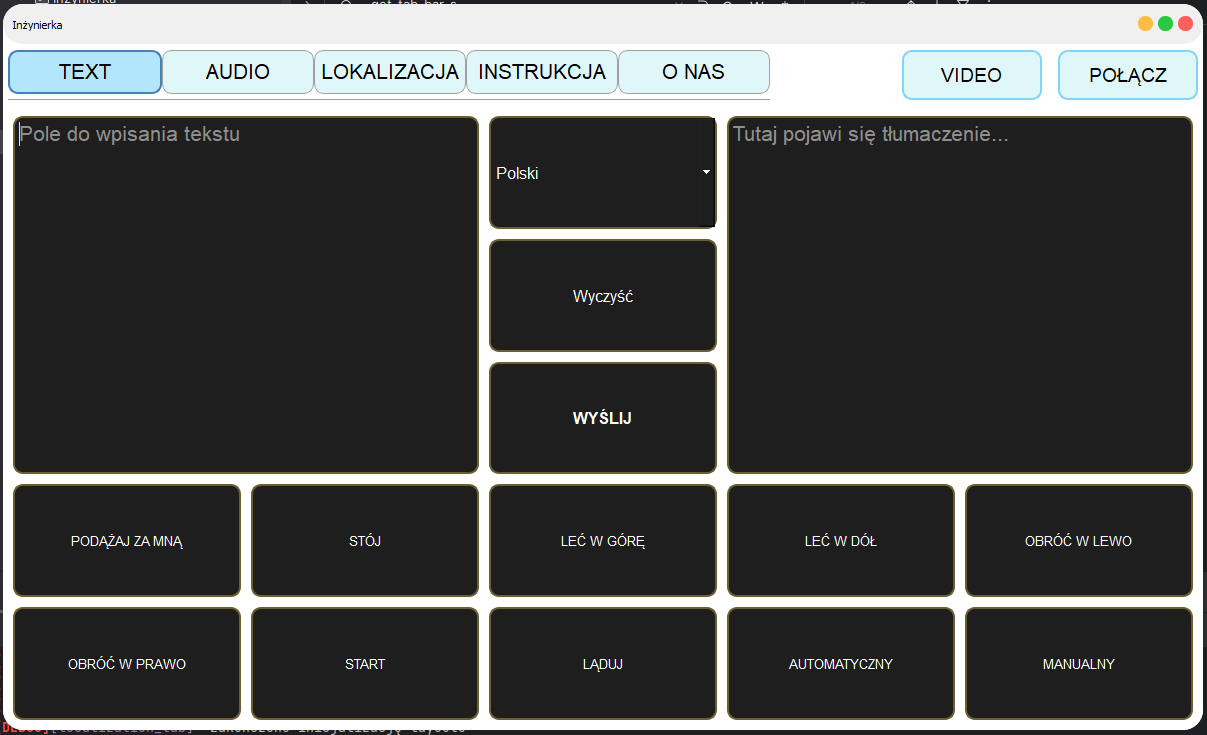 Inżynierka
TEXT AUDIO LOKALIZACJA INSTRUKCJA O NAS VIDEO POŁĄCZ
Pole do wpisania tekstu
Polski
Tutaj pojawi się tłumaczenie...
Wyczyść
WYŚLIJ
PODĄŻAJ ZA MNĄ
STÓJ
LEĆ W GÓRĘ
LEĆ W DÓŁ
OBRÓĆ W LEWO
OBRÓĆ W PRAWO
START
LĄDUJ
AUTOMATYCZNY
MANUALNY